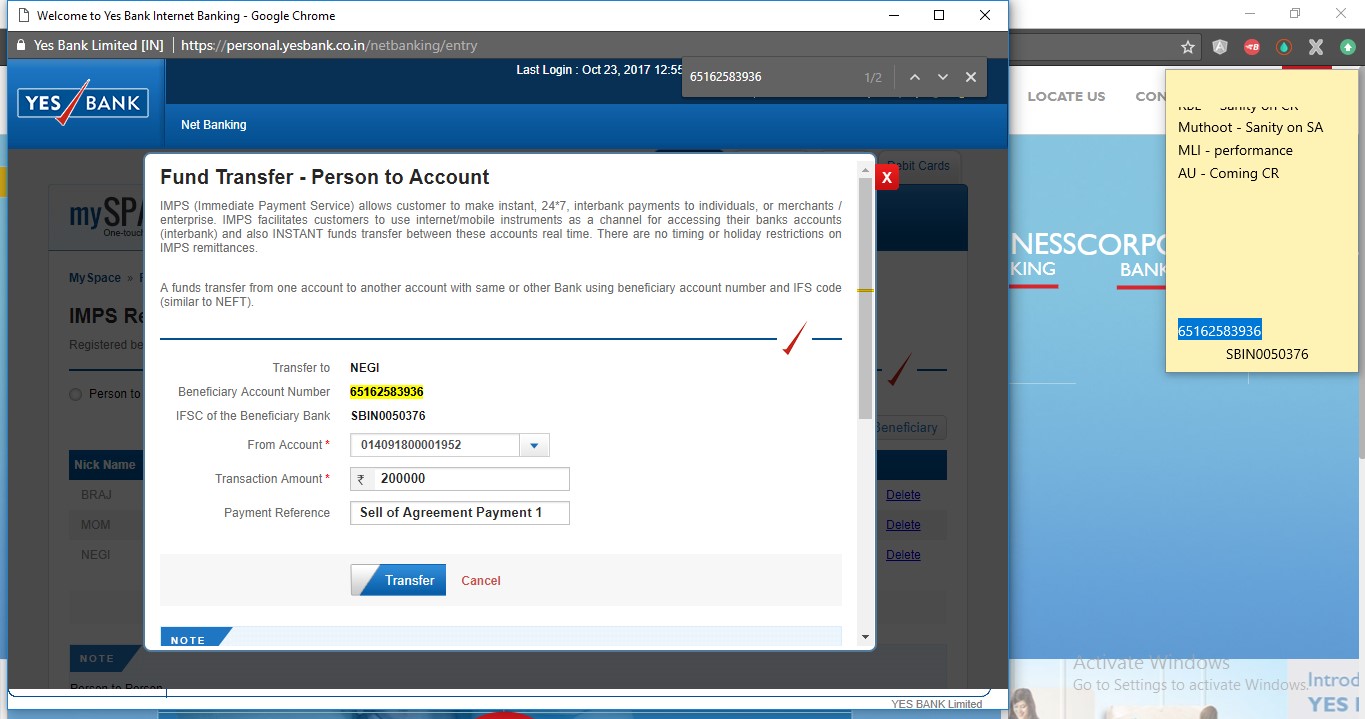 Welcome to Yes Bank Internet Banking - Google Chrome
Yes Bank Limited [IN] https://personal.yesbank.co.in/netbanking/entry
Last Login : Oct 23, 2017 12:55
65162583936 1/2
YES BANK
Net Banking
LOCATE US
CON
Muthoot - Sanity on SA
MLI - performance
AU - Coming CR
65162583936
SBIN0050376
NESSCORPO
KING BANK
Debit Cards
mySPA
One-touch
My Space »
IMPS Re
Registered be
Person to
Beneficiary
Nick Name
BRAJ Delete
MOM Delete
NEGI Delete
Fund Transfer - Person to Account
X
IMPS (Immediate Payment Service) allows customer to make instant, 24*7, interbank payments to individuals, or merchants /
enterprise. IMPS facilitates customers to use internet/mobile instruments as a channel for accessing their banks accounts
(interbank) and also INSTANT funds transfer between these accounts real time. There are no timing or holiday restrictions on
IMPS remittances.
A funds transfer from one account to another account with same or other Bank using beneficiary account number and IFS code
(similar to NEFT).
Transfer to NEGI
Beneficiary Account Number 65162583936
IFSC of the Beneficiary Bank SBIN0050376
From Account * 014091800001952
Transaction Amount * ₹ 200000
Payment Reference Sell of Agreement Payment 1
Transfer Cancel
NOTE
NOTE
Person to Person
YES BANK Limited
Activate Windows
Go to Settings to activate Windows.
Introd
YES